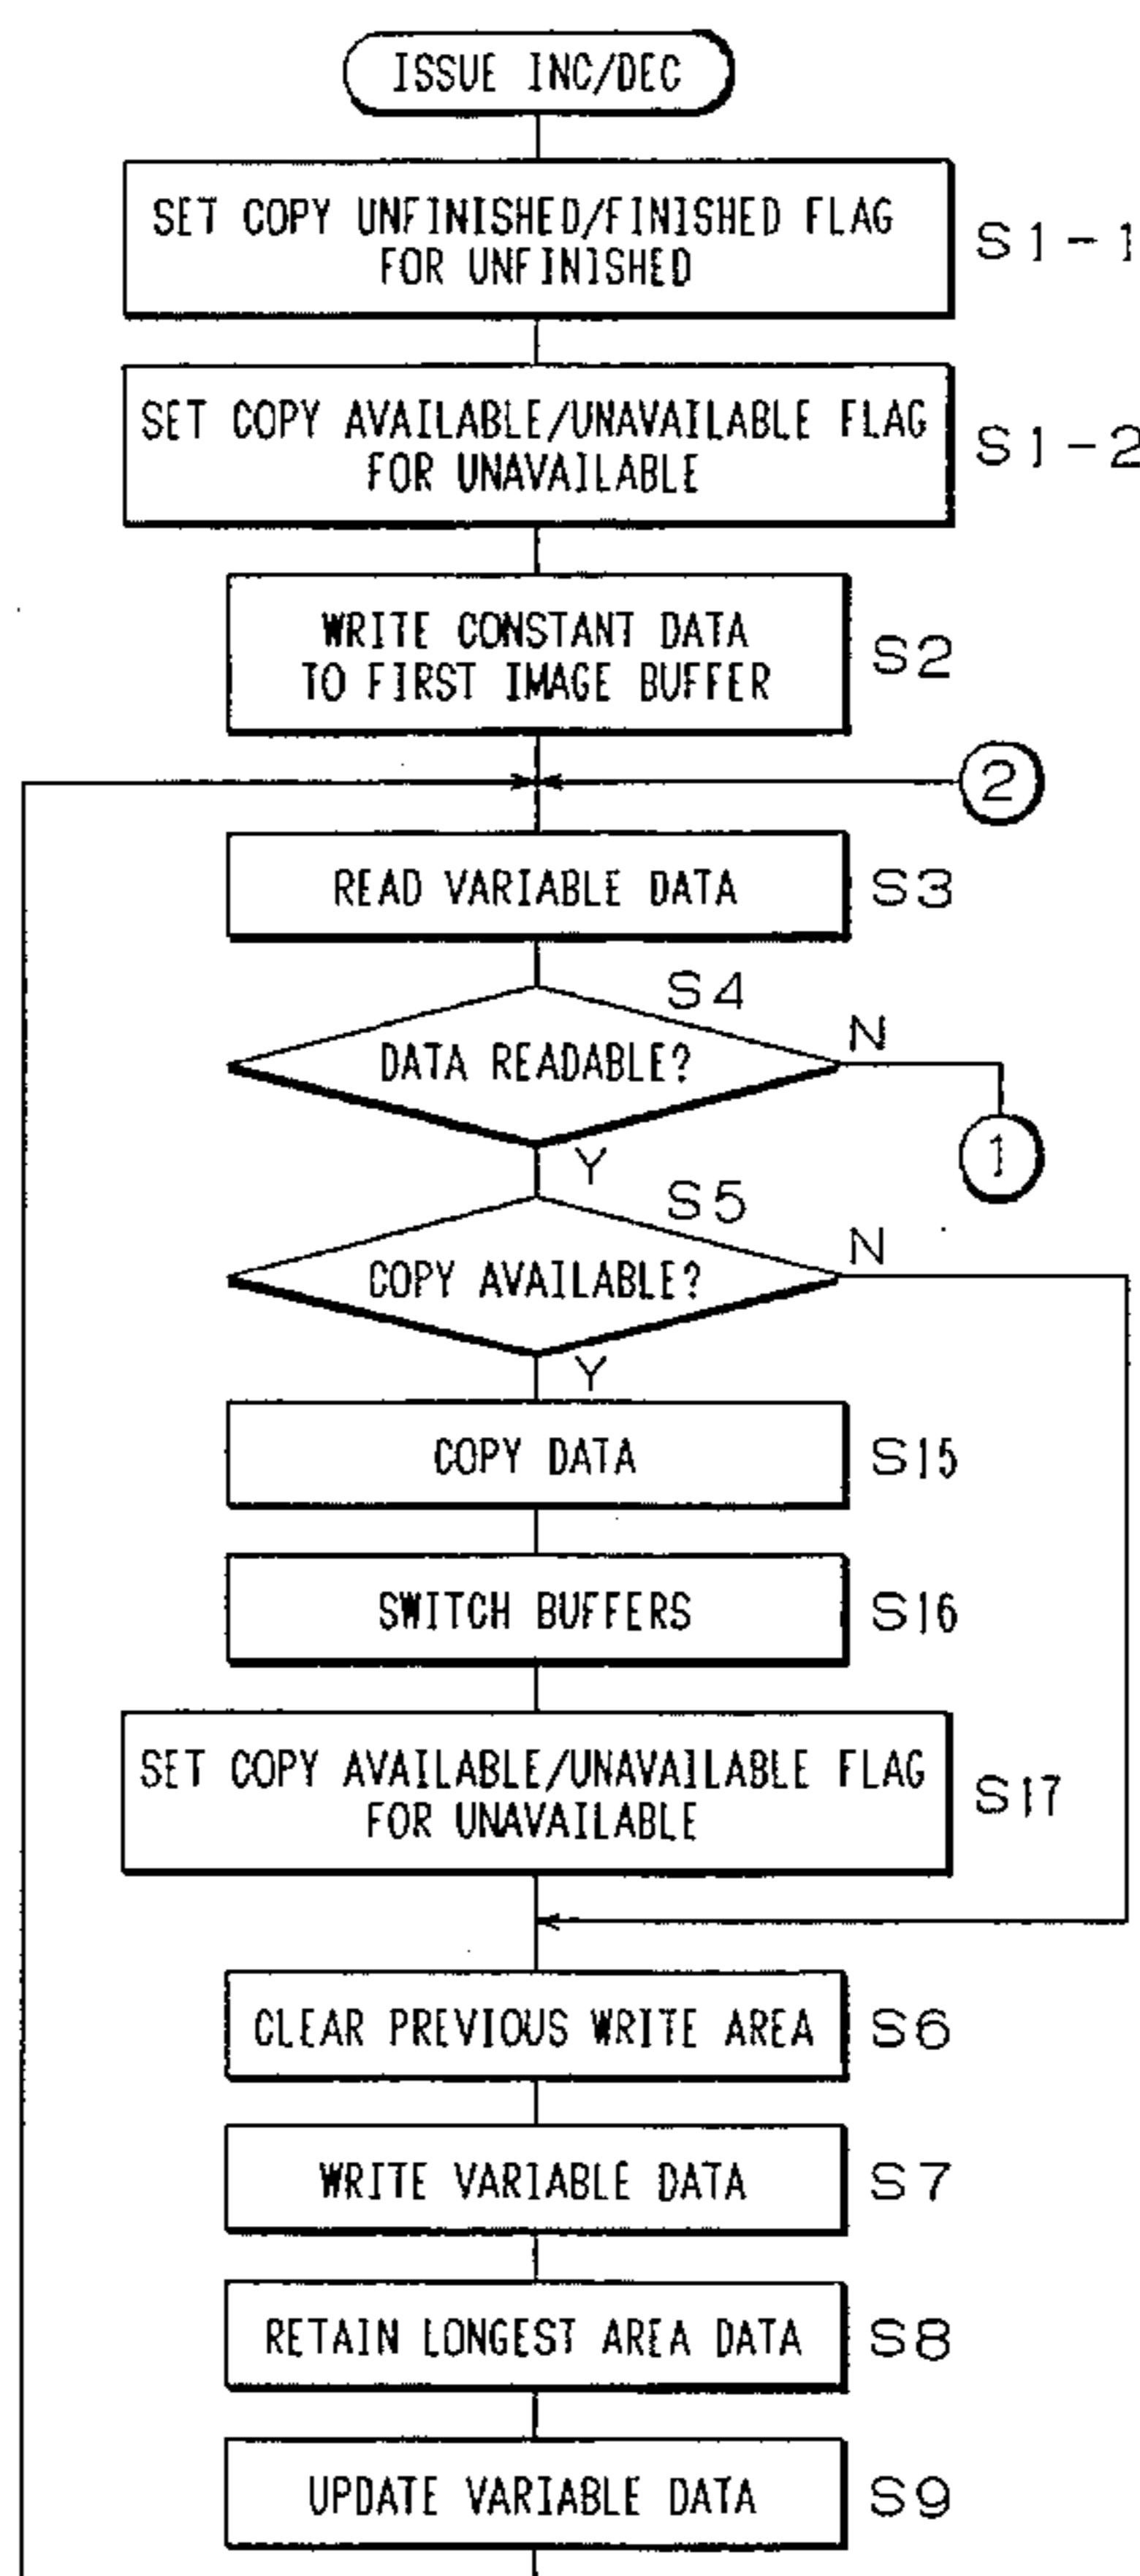 ISSUE INC/DEC
SET COPY UNFINISHED/FINISHED FLAG
FOR UNFINISHED
S1-1
SET COPY AVAILABLE/UNAVAILABLE FLAG
FOR UNAVAILABLE
S1-2
WRITE CONSTANT DATA
TO FIRST IMAGE BUFFER
S2
2
READ VARIABLE DATA
S3
S4
DATA READABLE?
N
1
Y
S5
COPY AVAILABLE?
N
Y
COPY DATA
S15
SWITCH BUFFERS
S16
SET COPY AVAILABLE/UNAVAILABLE FLAG
FOR UNAVAILABLE
S17
CLEAR PREVIOUS WRITE AREA
S6
WRITE VARIABLE DATA
S7
RETAIN LONGEST AREA DATA
S8
UPDATE VARIABLE DATA
S9